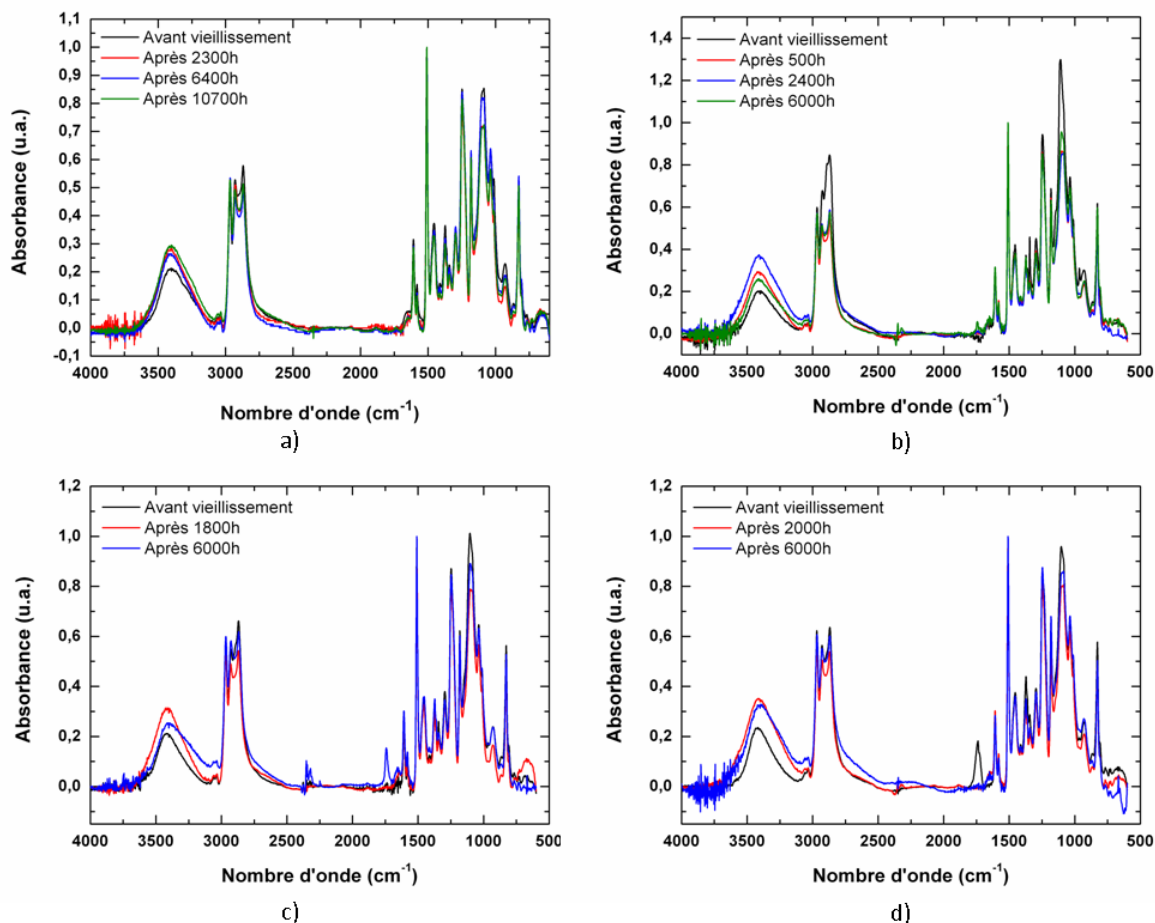 1,1
1,0
0,9
0,8
0,7
0,6
0,5
0,4
0,3
0,2
0,1
0,0
-0,1
Absorbance (u.a.)
Avant vieillissement
Après 2300h
Après 6400h
Après 10700h
4000 3500 3000 2500 2000 1500 1000
Nombre d'onde (cm-1)
a)
1,4
1,2
1,0
0,8
0,6
0,4
0,2
0,0
Absorbance (u.a.)
Avant vieillissement
Après 500h
Après 2400h
Après 6000h
4000 3500 3000 2500 2000 1500 1000 500
Nombre d'onde (cm-1)
b)
1,2
1,0
0,8
0,6
0,4
0,2
0,0
Absorbance (u.a.)
Avant vieillissement
Après 1800h
Après 6000h
4000 3500 3000 2500 2000 1500 1000 500
Nombre d'onde (cm-1)
c)
1,2
1,0
0,8
0,6
0,4
0,2
0,0
Absorbance (u.a.)
Avant vieillissement
Après 2000h
Après 6000h
4000 3500 3000 2500 2000 1500 1000 500
Nombre d'onde (cm-1)
d)